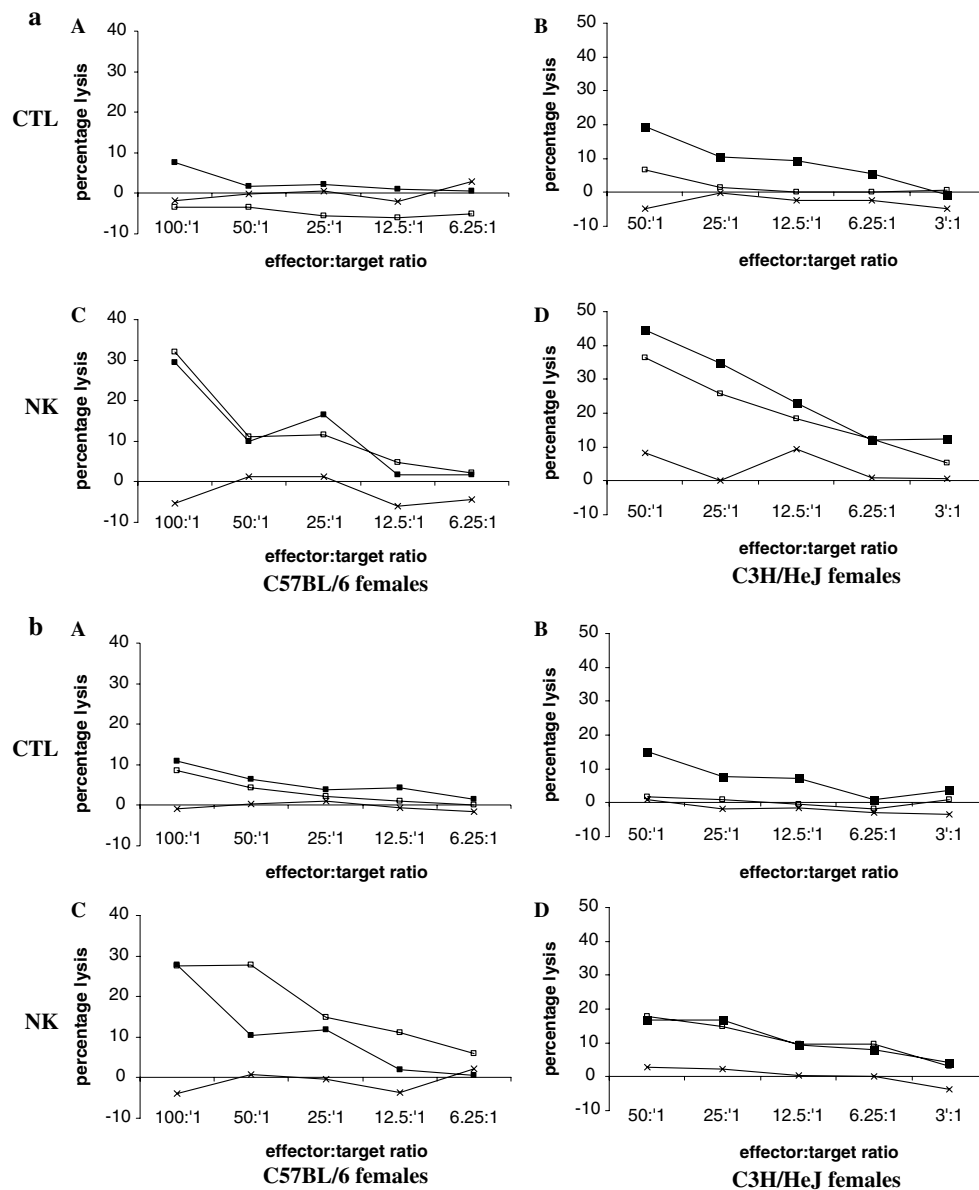 a
A
B
CTL
percentage lysis
40
30
20
10
0
-10
100:'1 50:'1 25:'1 12.5:'1 6.25:1
effector:target ratio
percentage lysis
50
40
30
20
10
0
-10
50:'1 25:'1 12.5:'1 6.25:'1 3':1
effector:target ratio
C
D
NK
percentage lysis
40
30
20
10
0
-10
100:'1 50:'1 25:'1 12.5:'1 6.25:1
effector:target ratio
C57BL/6 females
percenatge lysis
50
40
30
20
10
0
-10
50:'1 25:'1 12.5:'1 6.25:'1 3':1
effector:target ratio
C3H/HeJ females
b
A
B
CTL
percentage lysis
40
30
20
10
0
-10
100:'1 50:'1 25:'1 12.5:'1 6.25:1
effector:target ratio
percentage lysis
50
40
30
20
10
0
-10
50:'1 25:'1 12.5:'1 6.25:'1 3':1
effector:target ratio
C
D
NK
percentage lysis
40
30
20
10
0
-10
100:'1 50:'1 25:'1 12.5:'1 6.25:1
effector:target ratio
C57BL/6 females
percentage lysis
50
40
30
20
10
0
-10
50:'1 25:'1 12.5:'1 6.25:'1 3':1
effector:target ratio
C3H/HeJ females